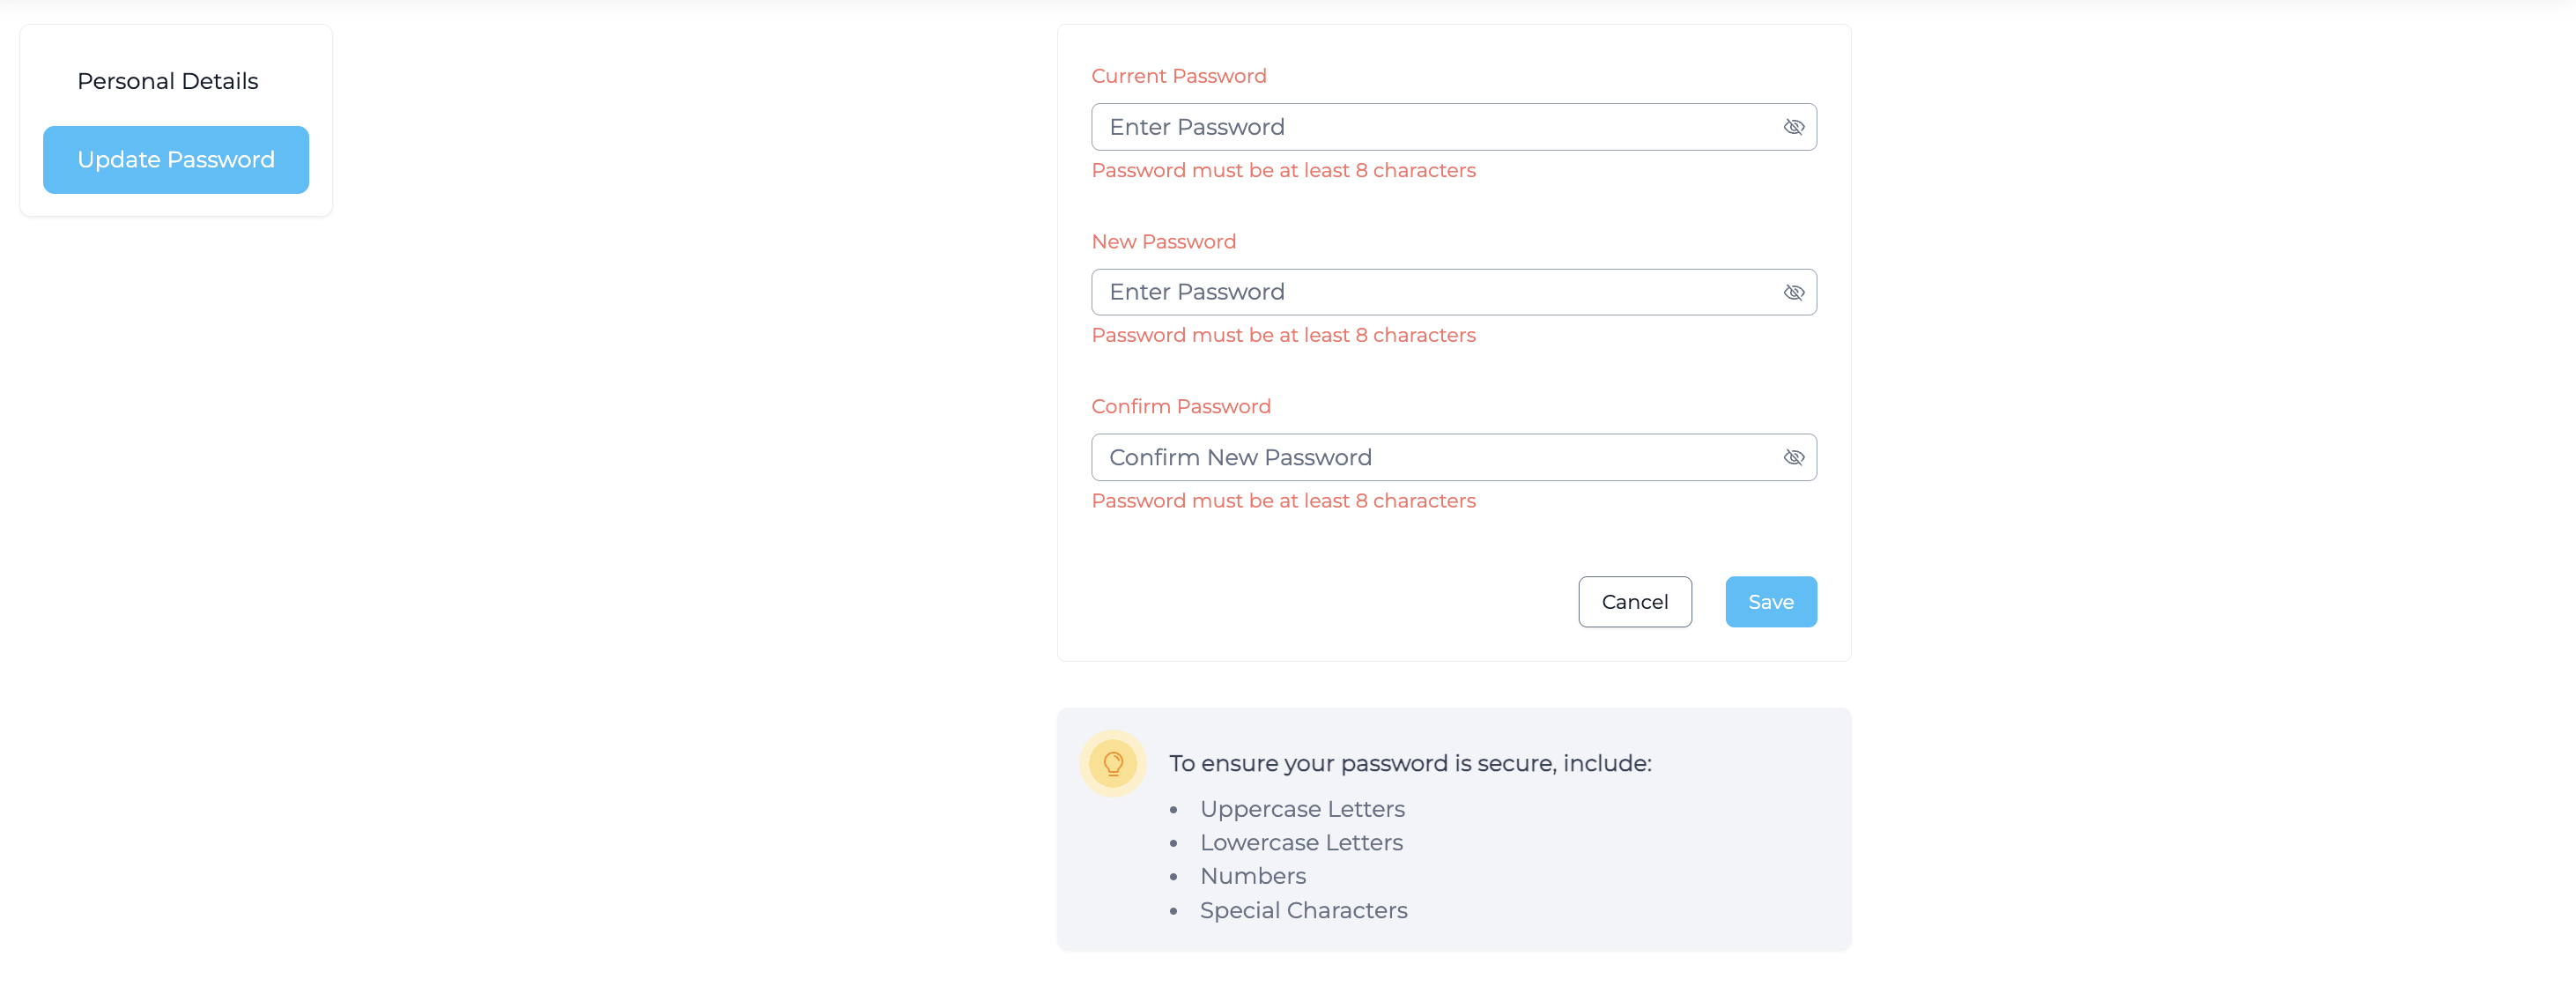 Personal Details
Update Password
Current Password
Enter Password
Password must be at least 8 characters
New Password
Enter Password
Password must be at least 8 characters
Confirm Password
Confirm New Password
Password must be at least 8 characters
Cancel
Save
To ensure your password is secure, include:
• Uppercase Letters
• Lowercase Letters
• Numbers
• Special Characters